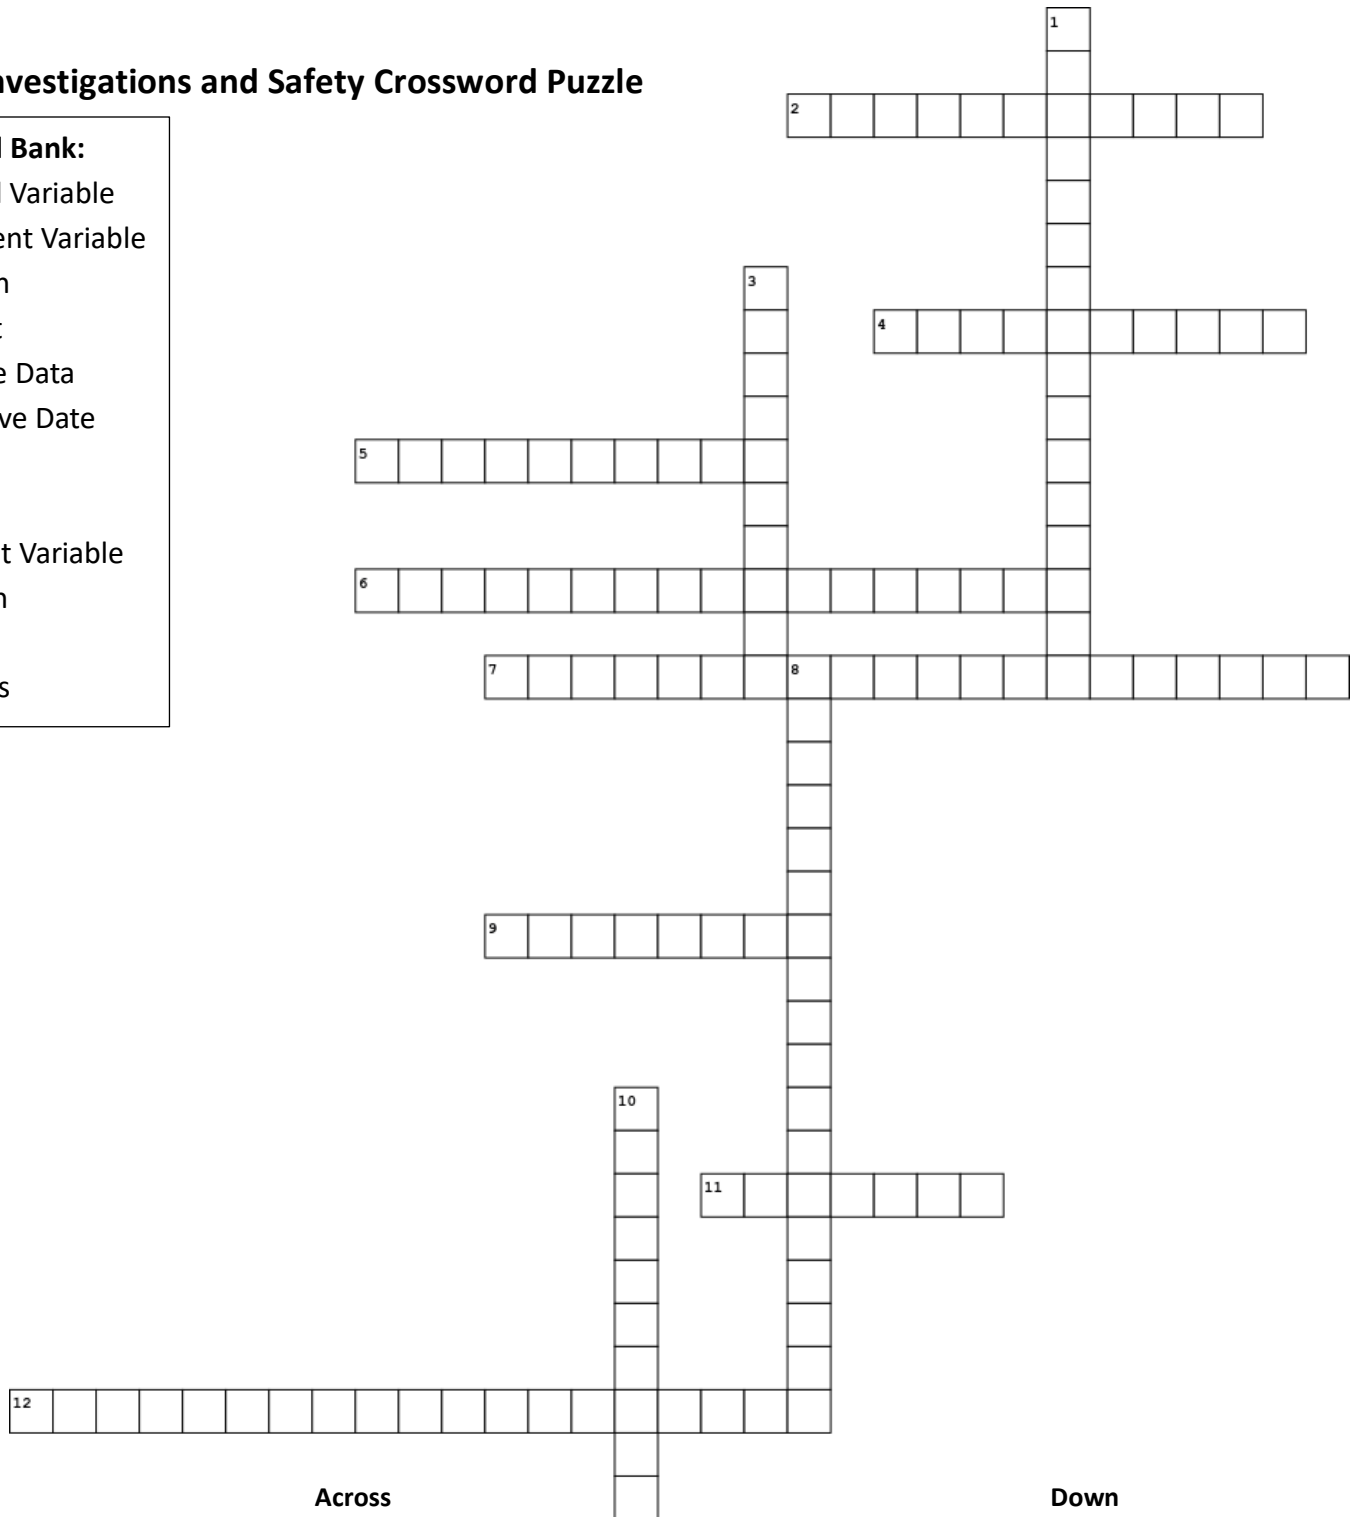 1
nvestigations and Safety Crossword Puzzle
2
Bank:
Variable
ent Variable
3
4
e Data
ve Date
5
t Variable
6
7
8
s
9
10
11
12
Across
Down